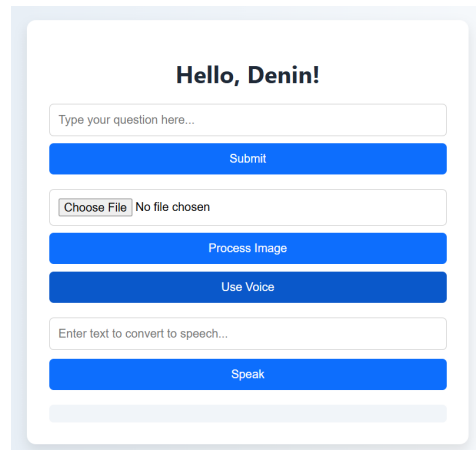 Hello, Denin!
Type your question here...
Submit
Choose File No file chosen
Process Image
Use Voice
Enter text to convert to speech...
Speak